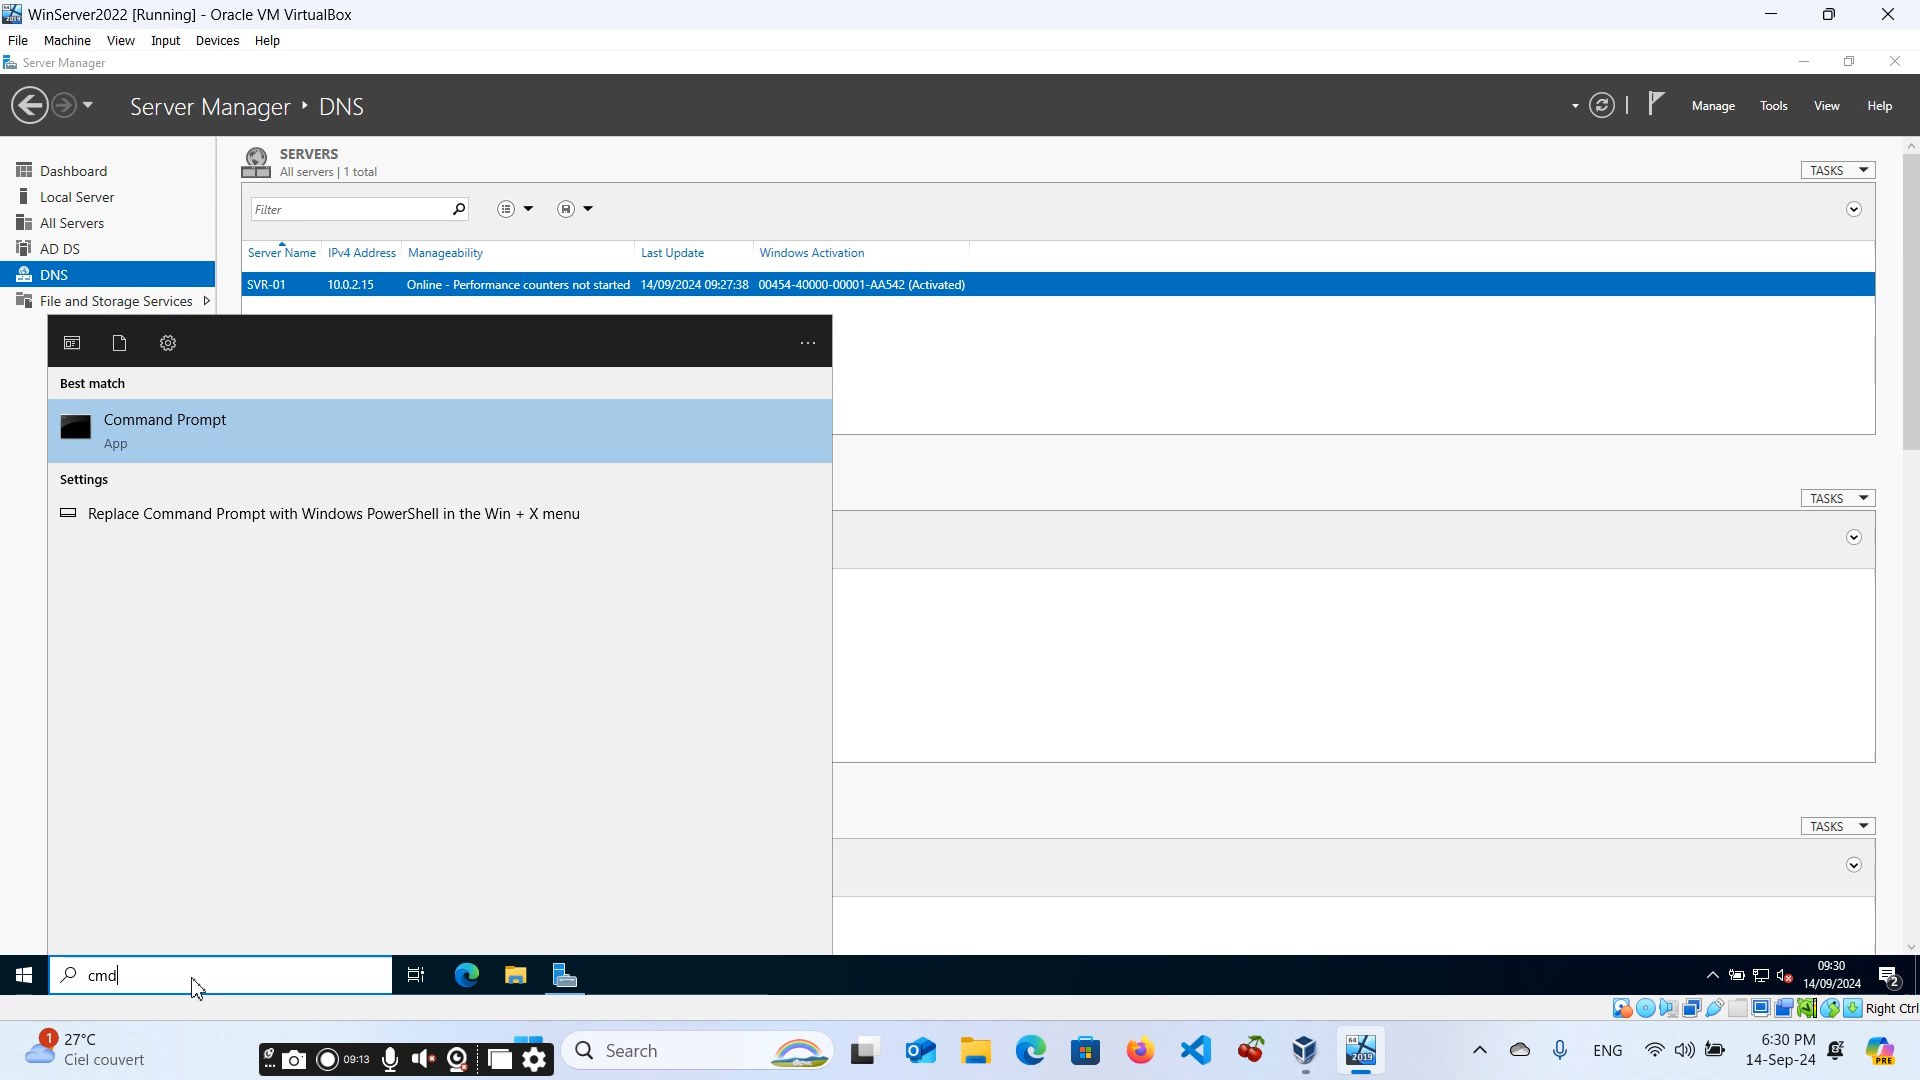 WinServer2022 [Running] - Oracle VM VirtualBox
File Machine View Input Devices Help
Server Manager
Server Manager DNS
Manage Tools View Help
Dashboard
Local Server
All Servers
AD DS
DNS
File and Storage Services
SERVERS
All servers | 1 total
TASKS
Filter
Server Name IPv4 Address Manageability Last Update Windows Activation
SVR-01 10.0.2.15 Online - Performance counters not started 14/09/2024 09:27:38 00454-40000-00001-AA542 (Activated)
Best match
Command Prompt
App
Settings
Replace Command Prompt with Windows PowerShell in the Win + X menu
TASKS
TASKS
cmd
09:30
14/09/2024
2
Right Ctrl
1
27°C
Ciel couvert
09:13
Search
64
2019
ENG
6:30 PM
14-Sep-24
PRE